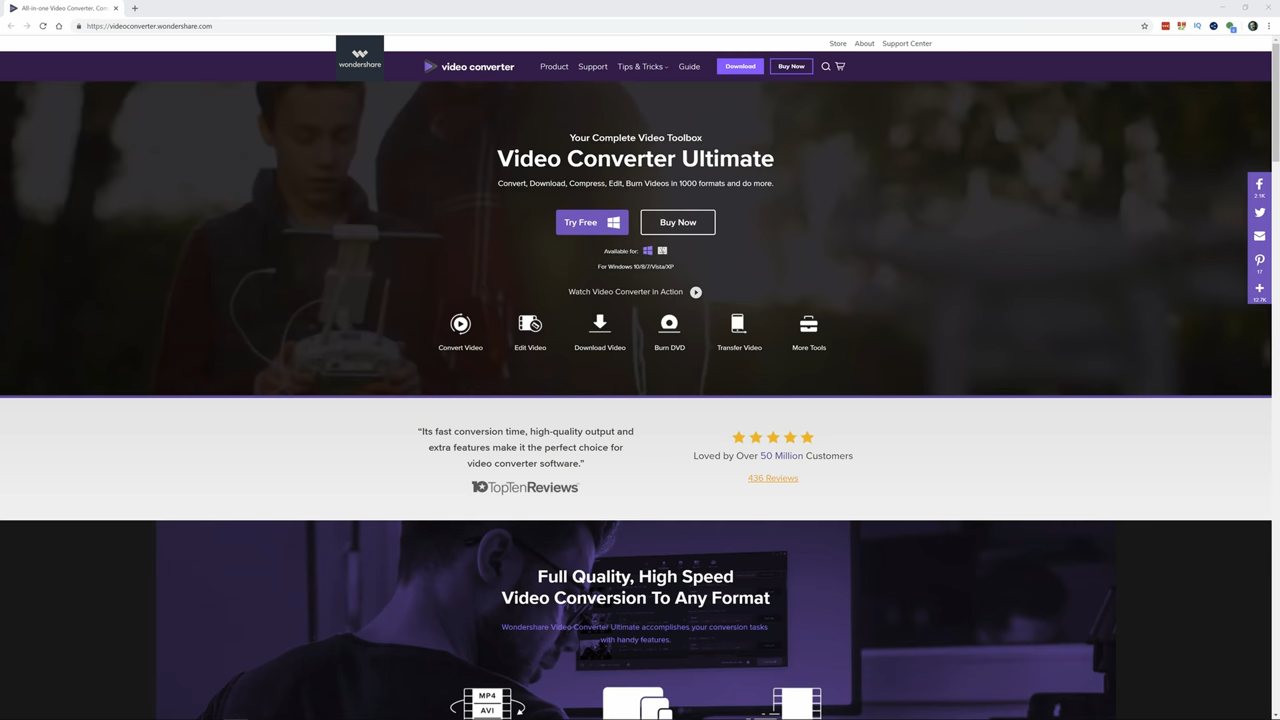 All-in-one Video Converter, Con
https://videoconverter.wondershare.com
Store About Support Center
wondershare
video converter
Product Support Tips & Tricks Guide Download Buy Now
Your Complete Video Toolbox
Video Converter Ultimate
Convert, Download, Compress, Edit, Burn Videos in 1000 formats and do more.
Try Free Buy Now
Available for:
For Windows 10/8/7/Vista/XP
Watch Video Converter in Action
Convert Video Edit Video Download Video Burn DVD Transfer Video More Tools
2.1K
17
12.7K
“Its fast conversion time, high-quality output and
extra features make it the perfect choice for
video converter software.”
10TopTenReviews
Loved by Over 50 Million Customers
436 Reviews
Full Quality, High Speed
Video Conversion To Any Format
Wondershare Video Converter Ultimate accomplishes your conversion tasks
with handy features.
MP4
AVI